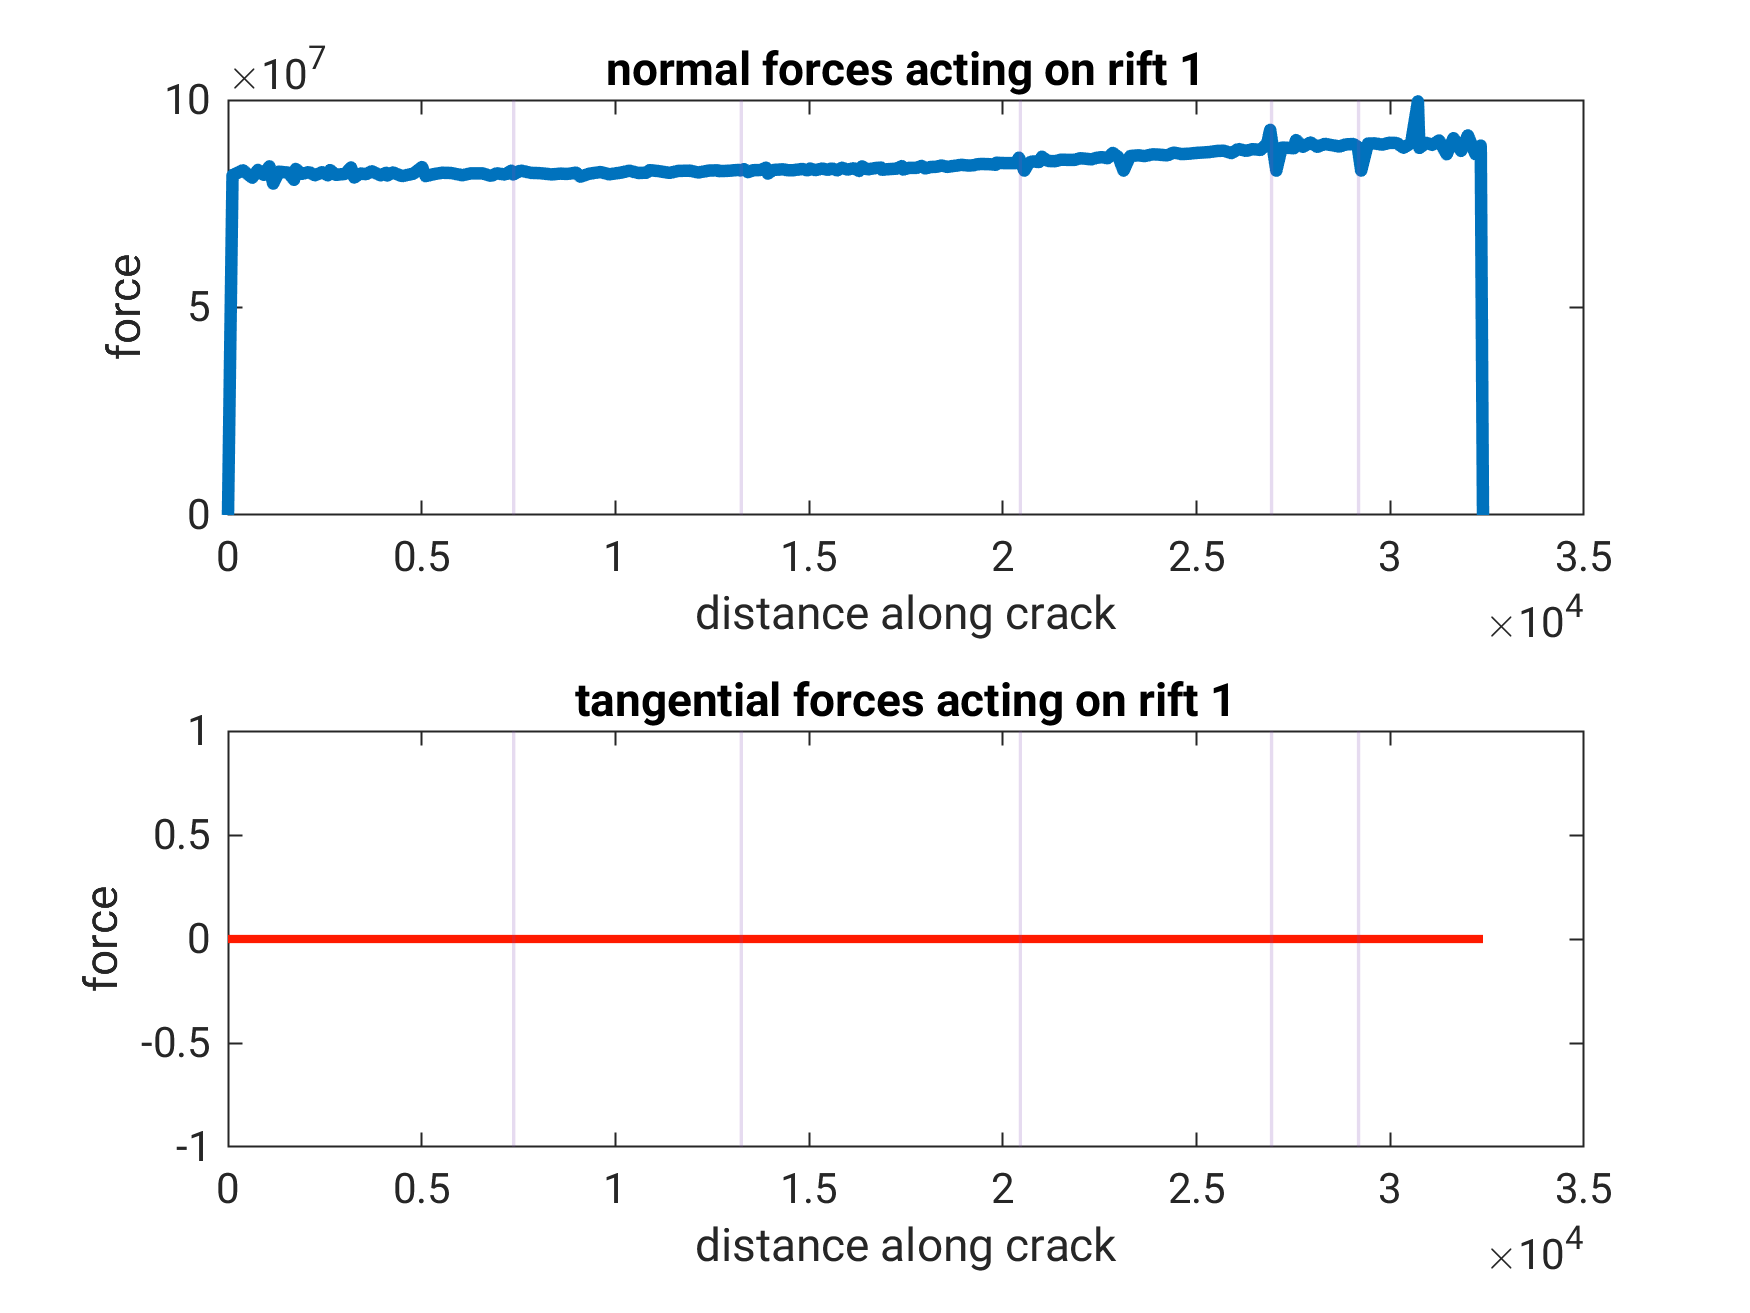 ×10^7
normal forces acting on rift 1
10
5
0
force
0 0.5 1 1.5 2 2.5 3 3.5
distance along crack
×10^4
tangential forces acting on rift 1
1
0.5
0
-0.5
-1
force
0 0.5 1 1.5 2 2.5 3 3.5
distance along crack
×10^4